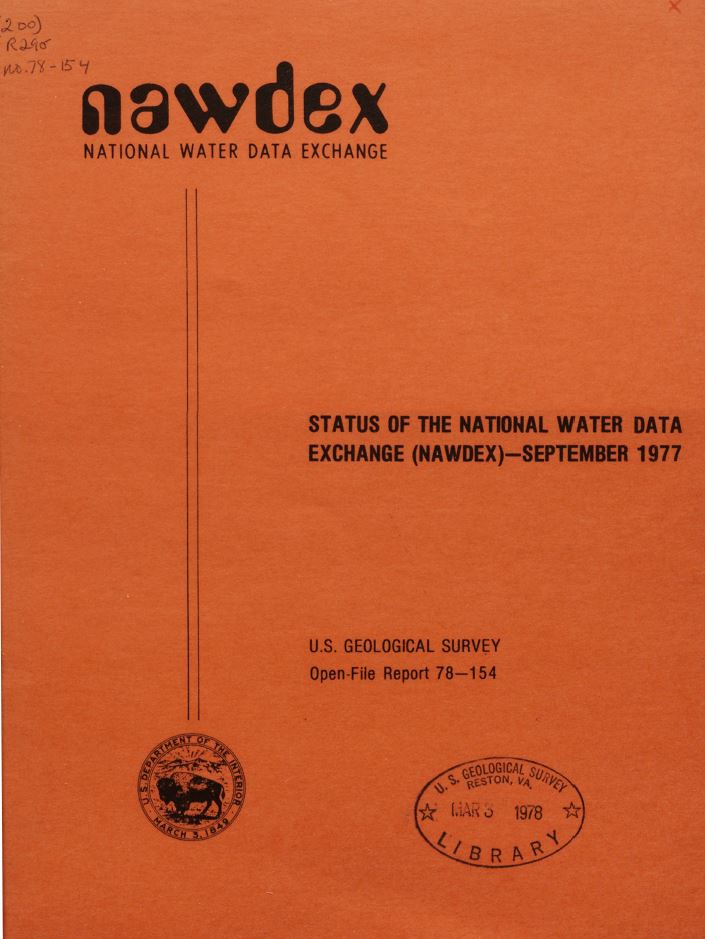 (200)
R290
no.78-154
nawdex
NATIONAL WATER DATA EXCHANGE
STATUS OF THE NATIONAL WATER DATA
EXCHANGE (NAWDEX)—SEPTEMBER 1977
U.S. GEOLOGICAL SURVEY
Open-File Report 78—154
U.S. DEPARTMENT OF THE INTERIOR
MARCH 3, 1849
U. S. GEOLOGICAL SURVEY
RESTON, VA.
MAR 3 1978
LIBRARY